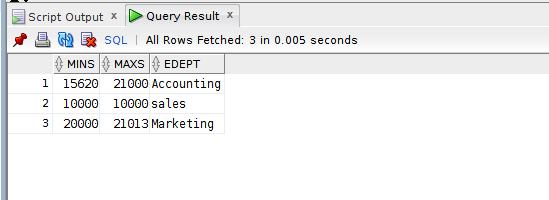 Script Output x Query Result x
SQL | All Rows Fetched: 3 in 0.005 seconds
MINS MAXS EDEPT
1 15620 21000 Accounting
2 10000 10000 sales
3 20000 21013 Marketing